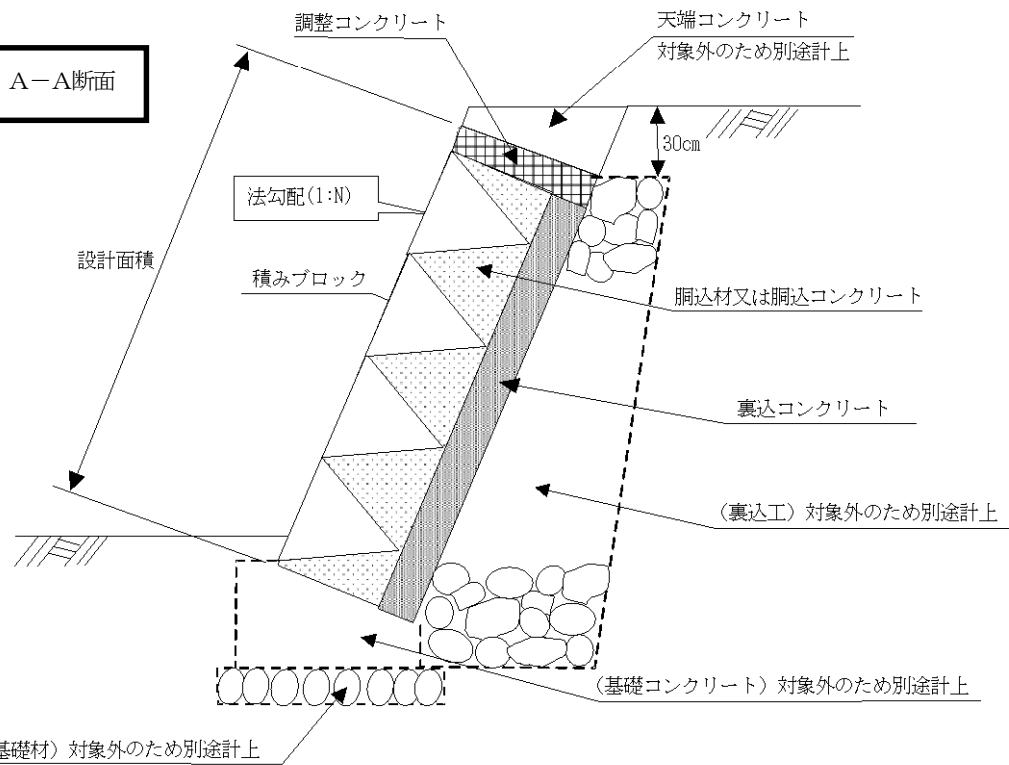 調整コンクリート
天端コンクリート
対象外のため別途計上
A－A断面
30cm
法勾配(1:N)
設計面積
積みブロック
胴込材又は胴込コンクリート
裏込コンクリート
（裏込工）対象外のため別途計上
（基礎コンクリート）対象外のため別途計上
基礎材）対象外のため別途計上